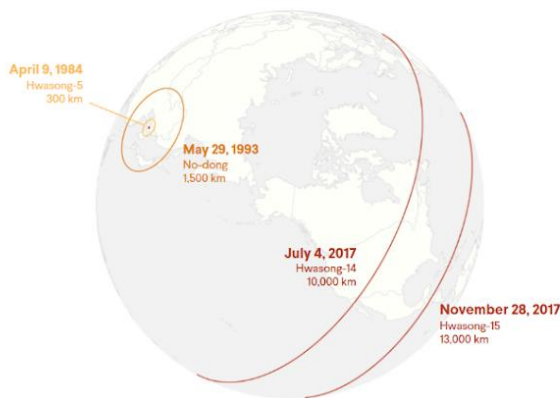 April 9, 1984
Hwasong-5
300 km
May 29, 1993
No-dong
1,500 km
July 4, 2017
Hwasong-14
10,000 km
November 28, 2017
Hwasong-15
13,000 km